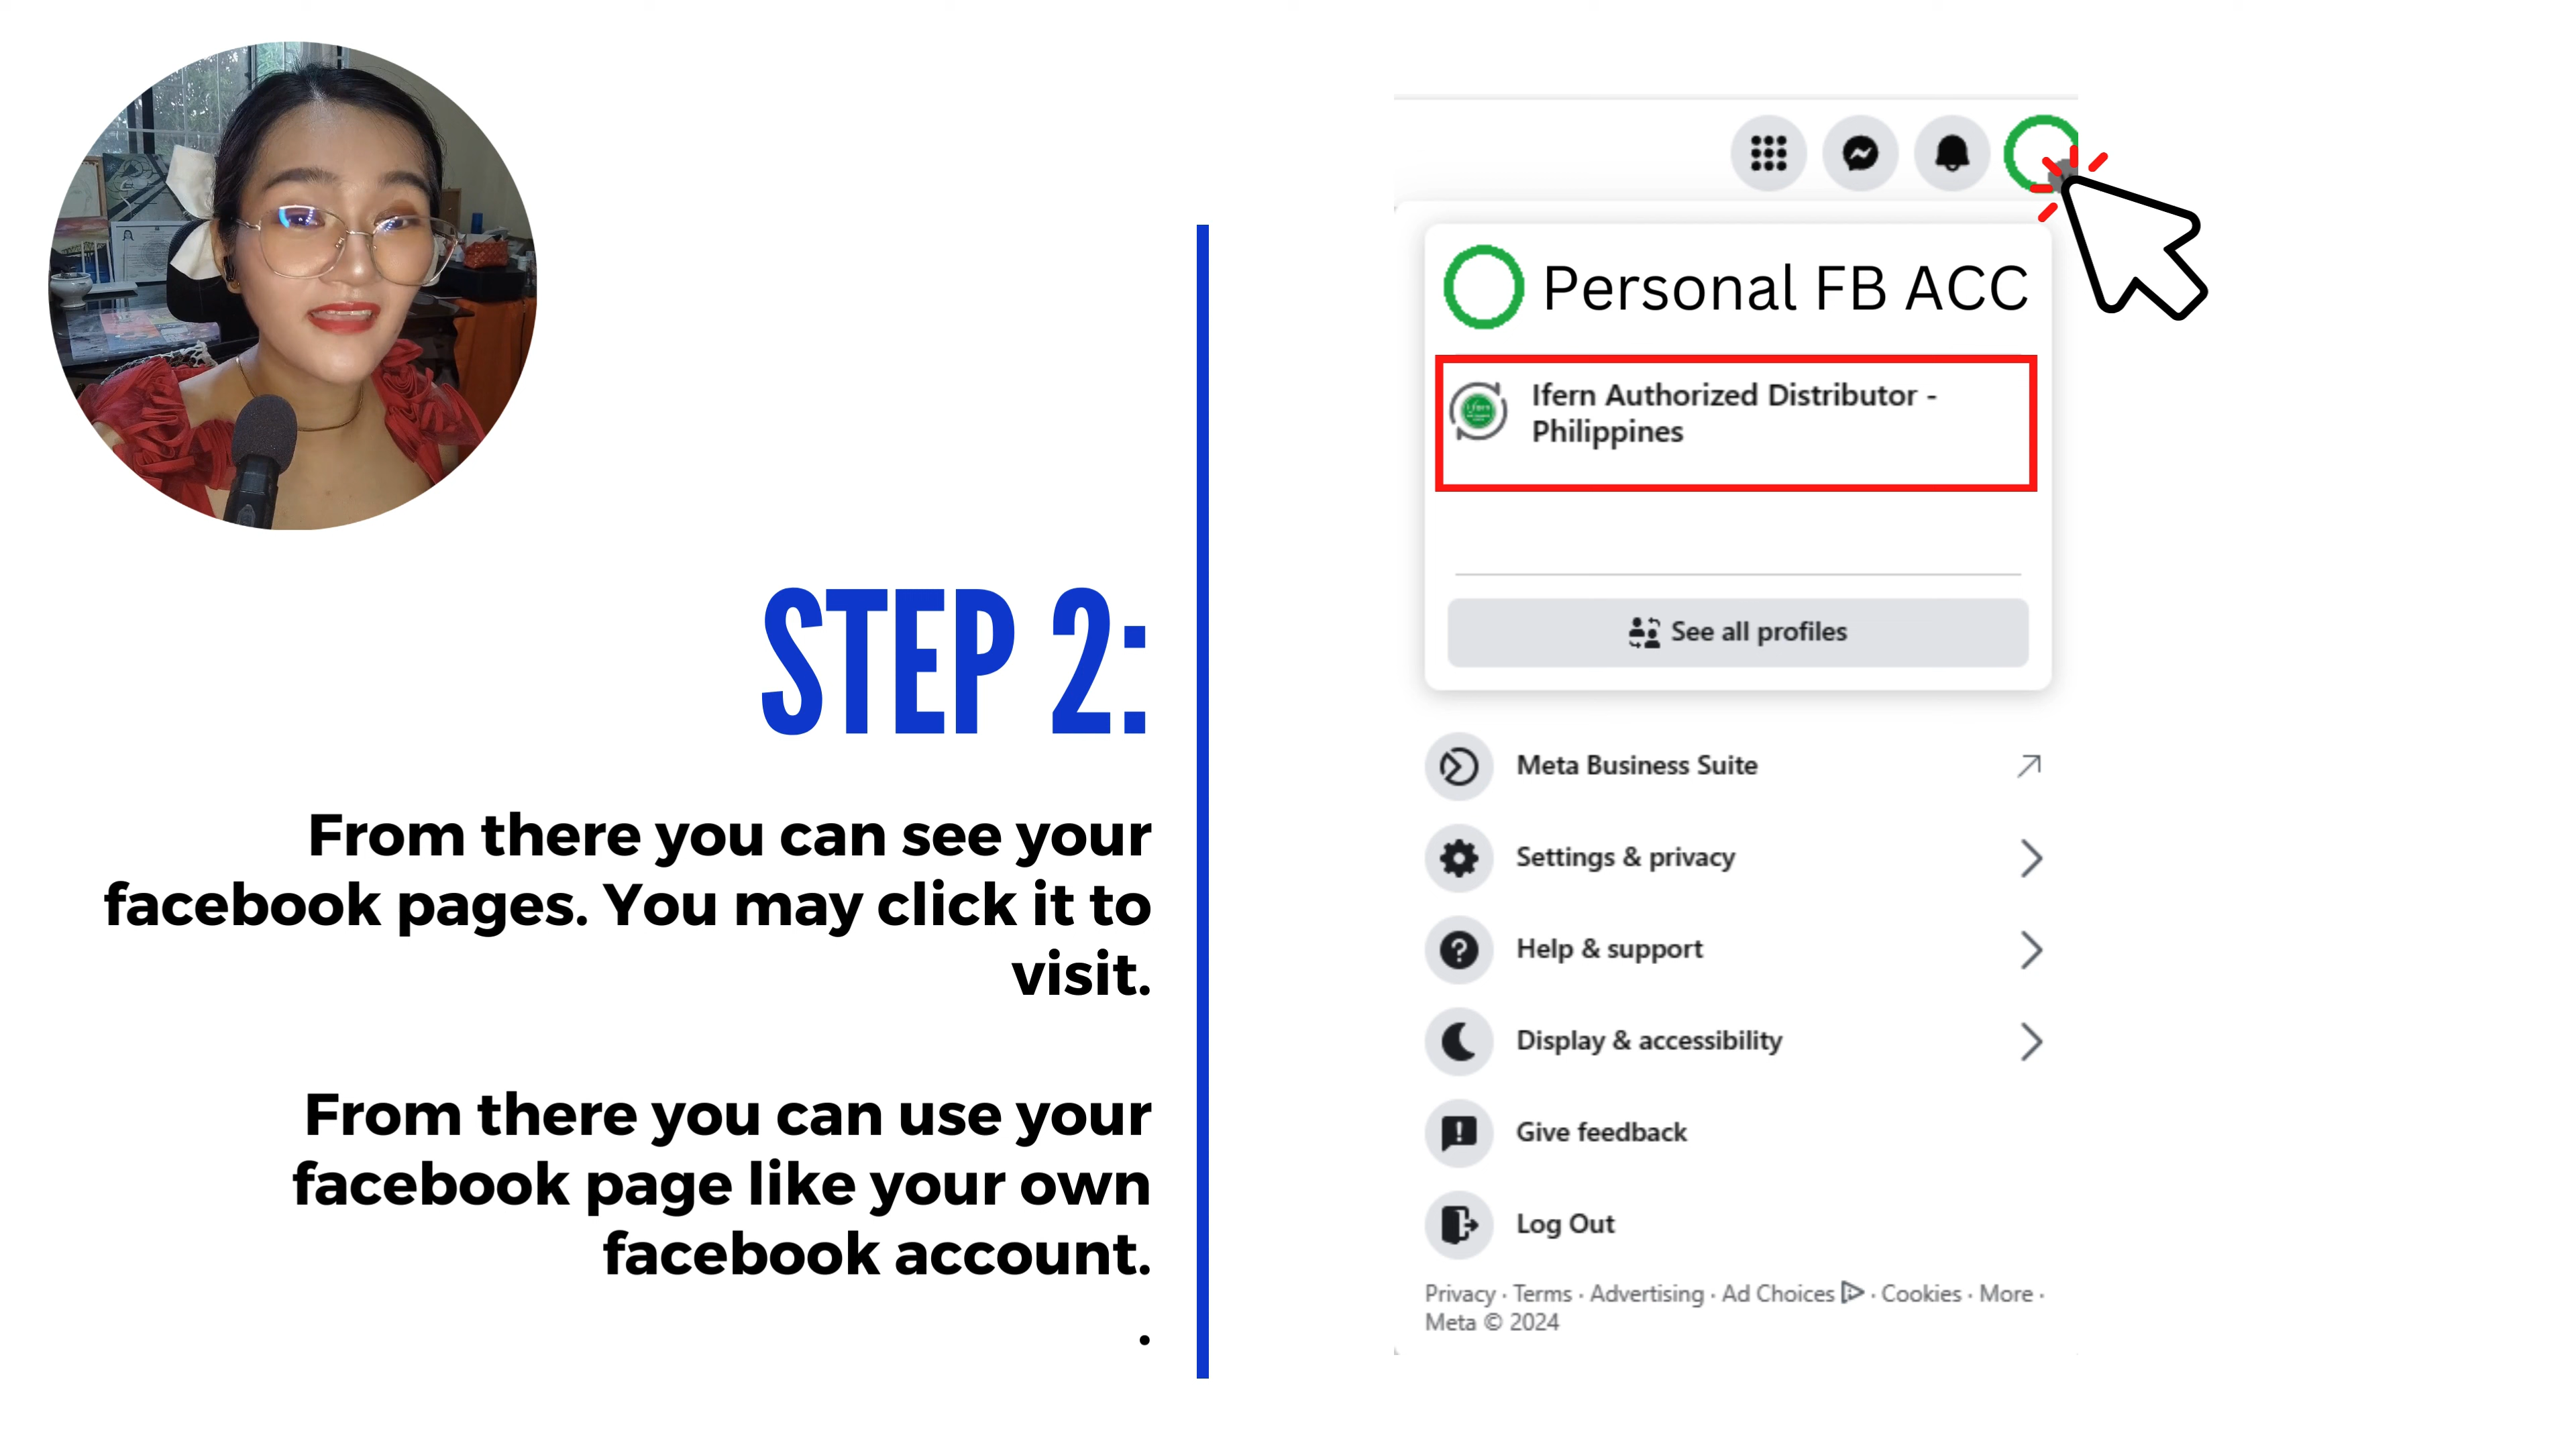 STEP 2:
From there you can see your
facebook pages. You may click it to
visit.
From there you can use your
facebook page like your own
facebook account.
.
Personal FB ACC
Ifern Authorized Distributor -
Philippines
See all profiles
Meta Business Suite
Settings & privacy
Help & support
Display & accessibility
Give feedback
Log Out
Privacy · Terms · Advertising · Ad Choices · Cookies · More ·
Meta © 2024